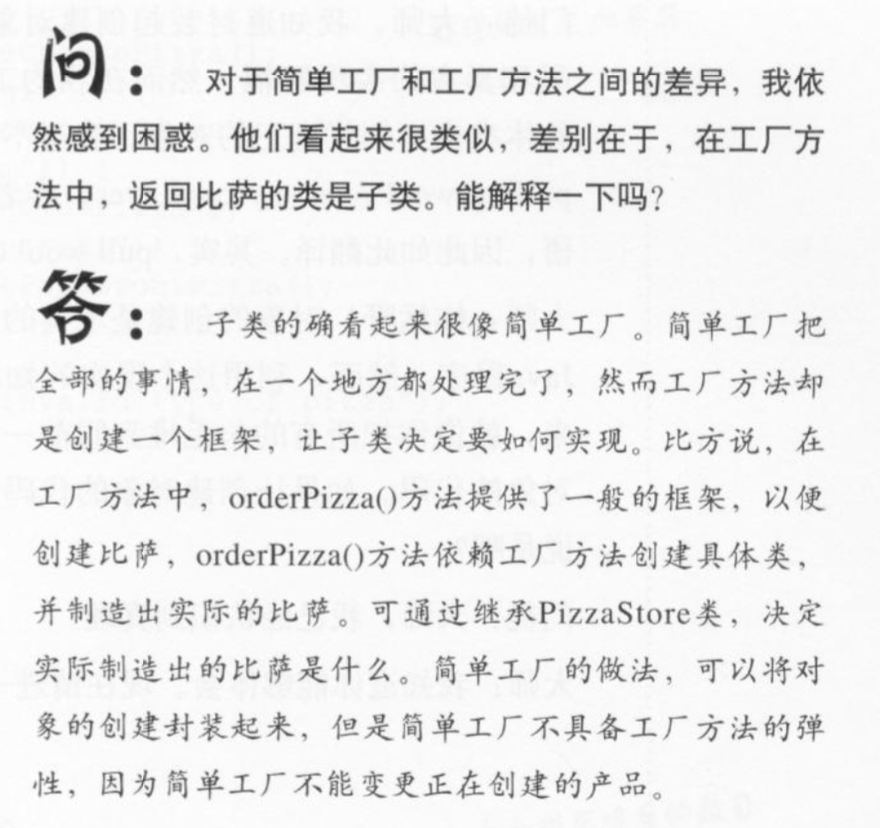 问： 对于简单工厂和工厂方法之间的差异，我依
然感到困惑。他们看起来很类似，差别在于，在工厂方
法中，返回比萨的类是子类。能解释一下吗？
答： 子类的确看起来很像简单工厂。简单工厂把
全部的事情，在一个地方都处理完了，然而工厂方法却
是创建一个框架，让子类决定要如何实现。比方说，在
工厂方法中，orderPizza()方法提供了一般的框架，以便
创建比萨，orderPizza()方法依赖工厂方法创建具体类，
并制造出实际的比萨。可通过继承PizzaStore类，决定
实际制造出的比萨是什么。简单工厂的做法，可以将对
象的创建封装起来，但是简单工厂不具备工厂方法的弹
性，因为简单工厂不能变更正在创建的产品。